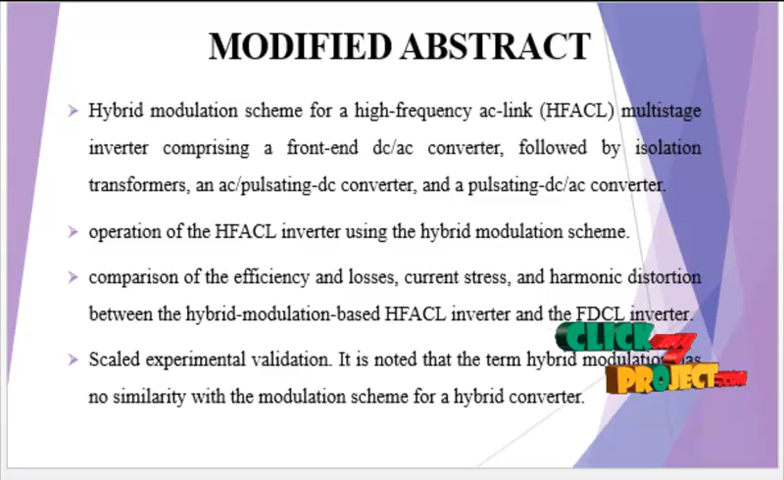 MODIFIED ABSTRACT
Hybrid modulation scheme for a high-frequency ac-link (HFACL) multistage
inverter comprising a front-end dc/ac converter, followed by isolation
transformers, an ac/pulsating-dc converter, and a pulsating-dc/ac converter.
operation of the HFACL inverter using the hybrid modulation scheme.
comparison of the efficiency and losses, current stress, and harmonic distortion
between the hybrid-modulation-based HFACL inverter and the FDCL inverter.
Scaled experimental validation. It is noted that the term hybrid modulation has
no similarity with the modulation scheme for a hybrid converter.
CLICK
MY
PROJECT.COM